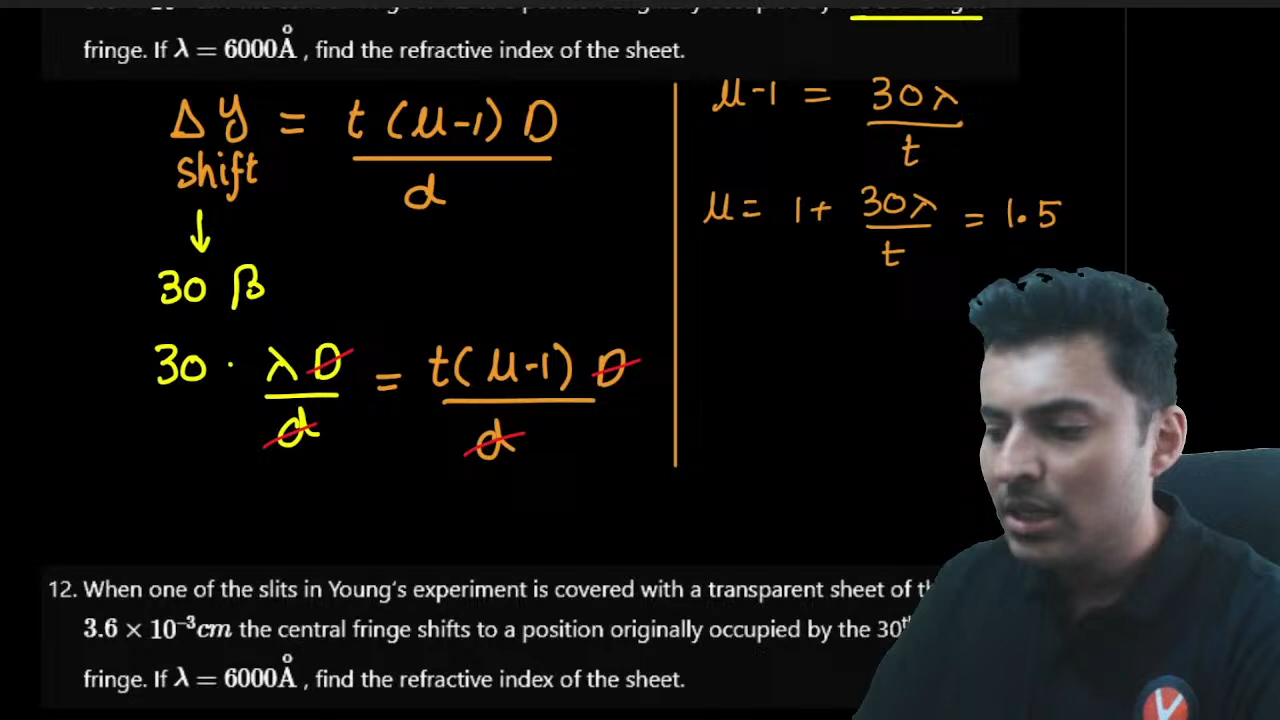 fringe. If λ = 6000Å , find the refractive index of the sheet.
Δy = t(μ-1)D / d
shift
↓
30 β
30 · λD / d = t(μ-1) D / d
μ-1 = 30λ / t
μ = 1 + 30λ / t = 1.5
12. When one of the slits in Young's experiment is covered with a transparent sheet of
3.6 × 10⁻³cm the central fringe shifts to a position originally occupied by the 30th
fringe. If λ = 6000Å , find the refractive index of the sheet.